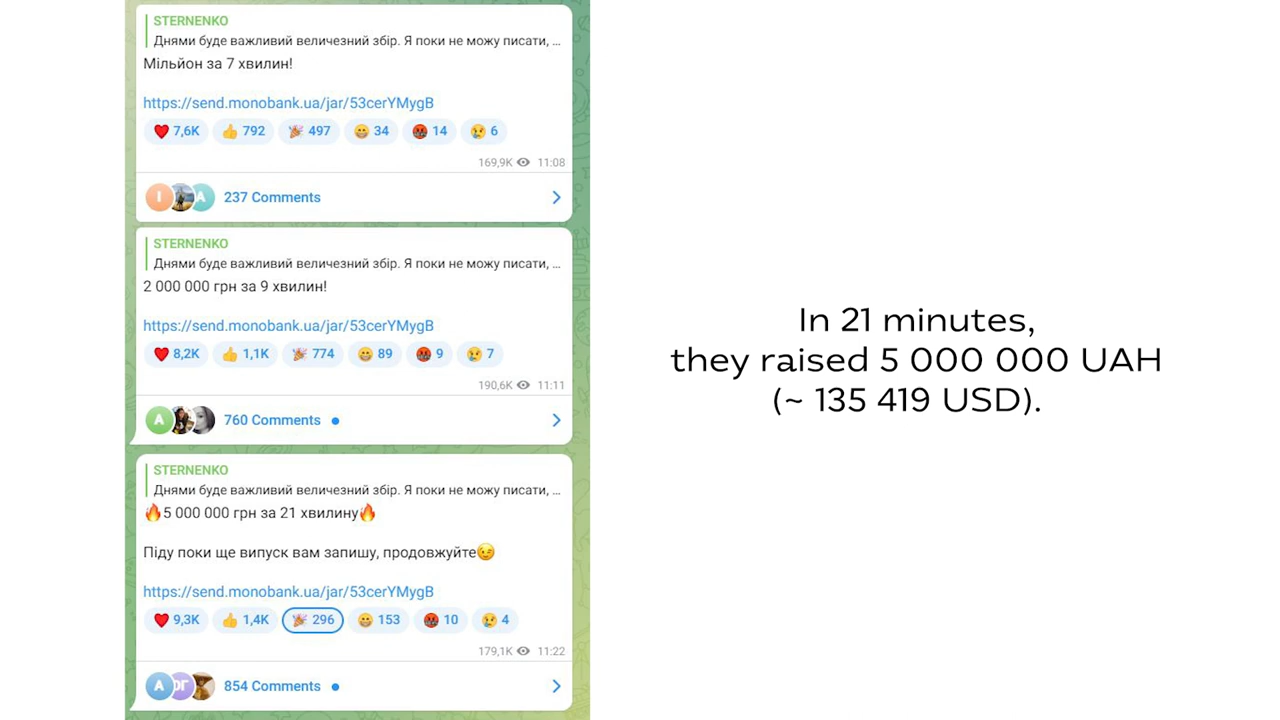 STERNENKO
Днями буде важливий величезний збір. Я поки не можу писати, ...
Мільйон за 7 хвилин!
https://send.monobank.ua/jar/53cerYMygB
❤️ 7,6K 👍 792 🎉 497 😁 34 🤬 14 😢 6
169,9K 11:08
I A 237 Comments
STERNENKO
Днями буде важливий величезний збір. Я поки не можу писати, ...
2 000 000 грн за 9 хвилин!
https://send.monobank.ua/jar/53cerYMygB
❤️ 8,2K 👍 1,1K 🎉 774 😁 89 🤬 9 😢 7
190,6K 11:11
A 760 Comments
STERNENKO
Днями буде важливий величезний збір. Я поки не можу писати, ...
🔥5 000 000 грн за 21 хвилину🔥
Піду поки ще випуск вам запишу, продовжуйте😉
https://send.monobank.ua/jar/53cerYMygB
❤️ 9,3K 👍 1,4K 🎉 296 😁 153 🤬 10 😢 4
179,1K 11:22
A 854 Comments
In 21 minutes,
they raised 5 000 000 UAH
(~ 135 419 USD).